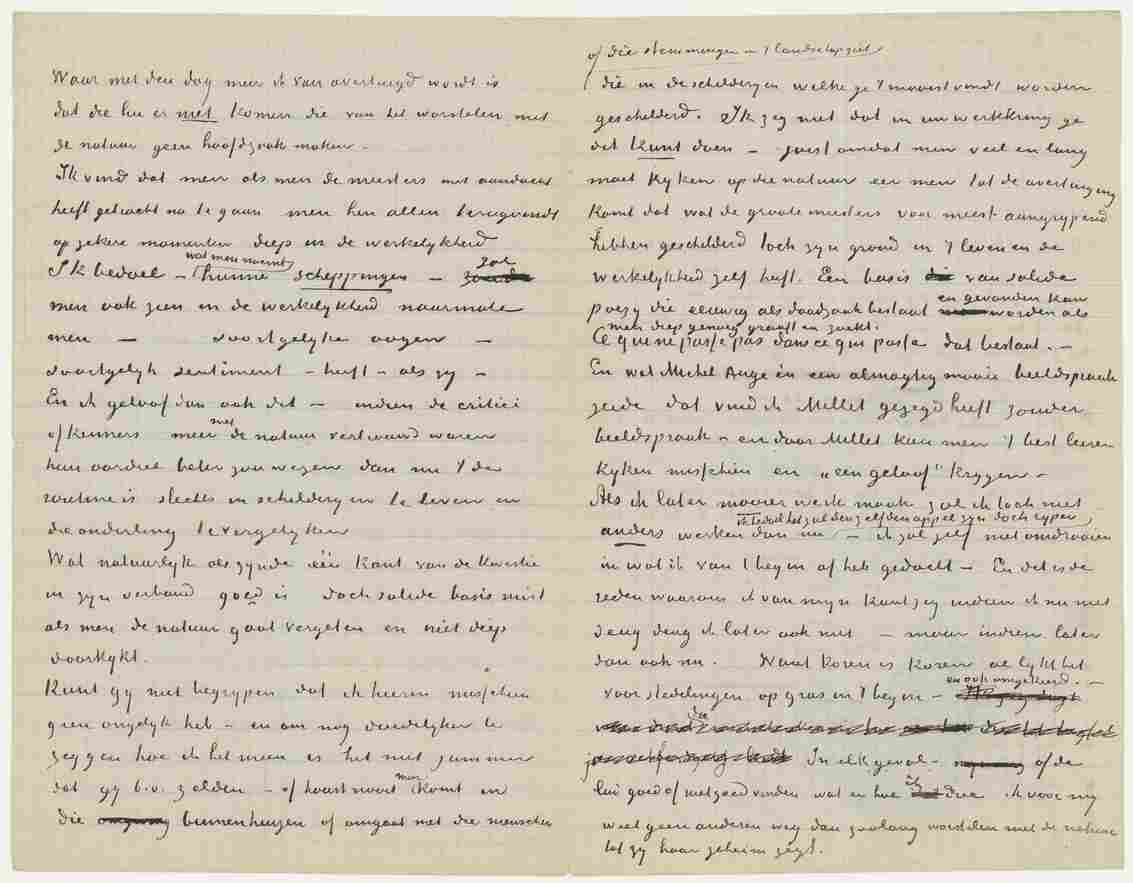 Waar met den dag meer ik van overtuigd wordt is
dat die lui er niet komen die van het worstelen met
de natuur geen hoofdzaak maken.
Ik vind dat men als men de meesters met aandacht
heeft getracht na te gaan men hen allen terugvindt
op zekere momenten diep in de werkelykheid
wat men noemt
Ik bedoel – hunne scheppingen – zal
men ook zien in de werkelykheid naarmate
men – soortgelyke oogen –
soortgelyk sentiment – heeft – als zy –
En ik geloof dan ook dit – indien de critici
of kenners meer met de natuur vertrouwd waren
hun oordeel beter zou wezen dan nu 't de
routine is slechts in schilderyen te leven en
die onderling te vergelyken
Wat natuurlyk als zynde één kant van de kwestie
in zyn verband goed is doch solide basis mist
als men de natuur gaat vergeten en niet diep
doorkykt.
Kunt gy niet begrypen dat ik hierin misschien
geen ongelyk heb – en om nog duidelyker te
zeggen hoe ik het meen is het niet jammer
dat gy b.v. zelden – of haast nooit men komt in
die binnenhuizen of omgaat met die menschen
of die stemmingen in 't landschap ziet
die in de schilderyen welke ge 't mooist vindt worden
geschilderd. Ik zeg niet dat in uw werkkring ge
dat kunt doen – juist omdat men veel en lang
moet kyken op die natuur eer men tot de overtuiging
komt dat wat de groote meesters voor meest aangrypend
hebben geschilderd toch zyn grond in 't leven en de
werkelykheid zelf heeft. Een basis van solide
poezy die eeuwig als daadzaak bestaat en gevonden kan worden als
men diep genoeg graaft en zoekt.
Ce qui ne passe pas dans ce qui passe dat bestaat. –
En wat Michel Ange in een almagtig mooie beeldspraak
zeide dat vind ik Millet gezegd heeft zonder
beeldspraak – en door Millet kan men 't best leeren
kyken misschien en „een geloof" krygen –
Als ik later mooier werk maak zal ik toch niet
ik bedoel het zal denzelfden appel zyn doch ryper
anders werken dan nu – ik zal zelf niet omdraaien
in wat ik van 't begin af heb gedacht – En dat is de
reden waarom ik van myn kant zeg indien ik nu niet
deug deug ik later ook niet – maar indien later
dan ook nu. Want koren is koren al lykt het
voor stedelingen op gras in 't begin – en ook omgekeerd. –
In elk geval – of de
lui goed of niet goed vinden wat en hoe ik doe ik voor my
weet geen anderen weg dan zoolang worstelen met de natuur
tot zy haar geheim zegt.